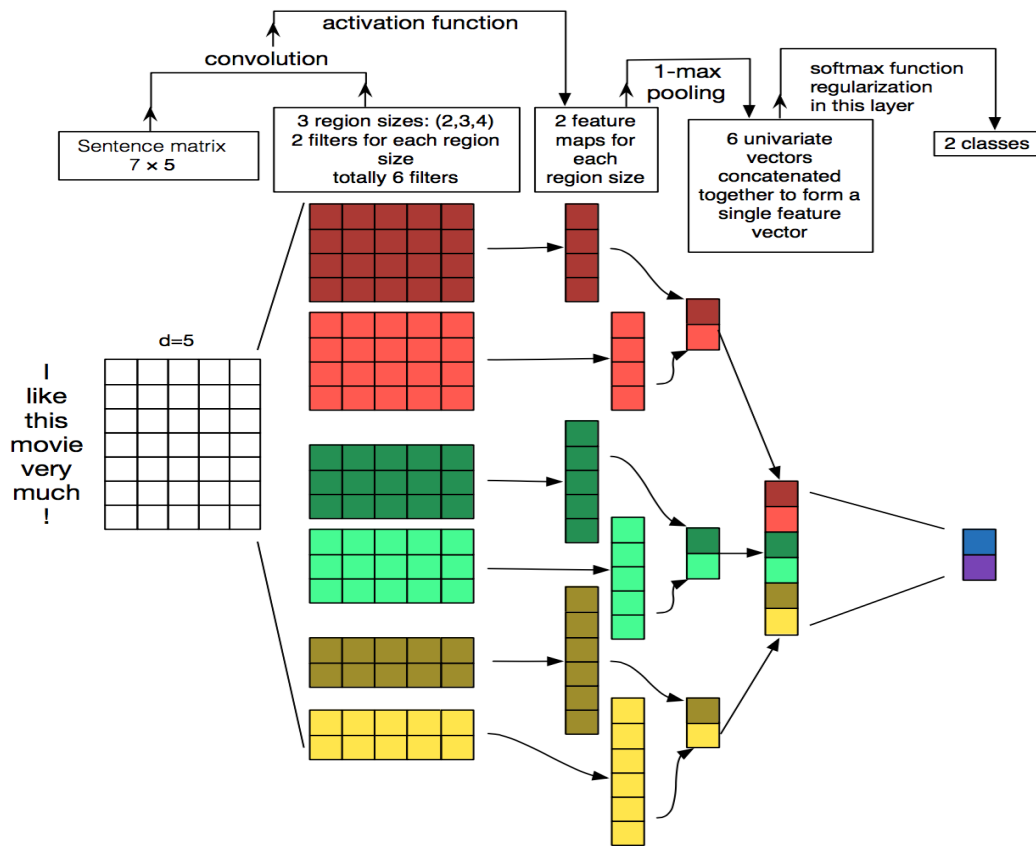 activation function
convolution
1-max
pooling
softmax function
regularization
in this layer
Sentence matrix
7 × 5
3 region sizes: (2,3,4)
2 filters for each region
size
totally 6 filters
2 feature
maps for
each
region size
6 univariate
vectors
concatenated
together to form a
single feature
vector
2 classes
d=5
I
like
this
movie
very
much
!